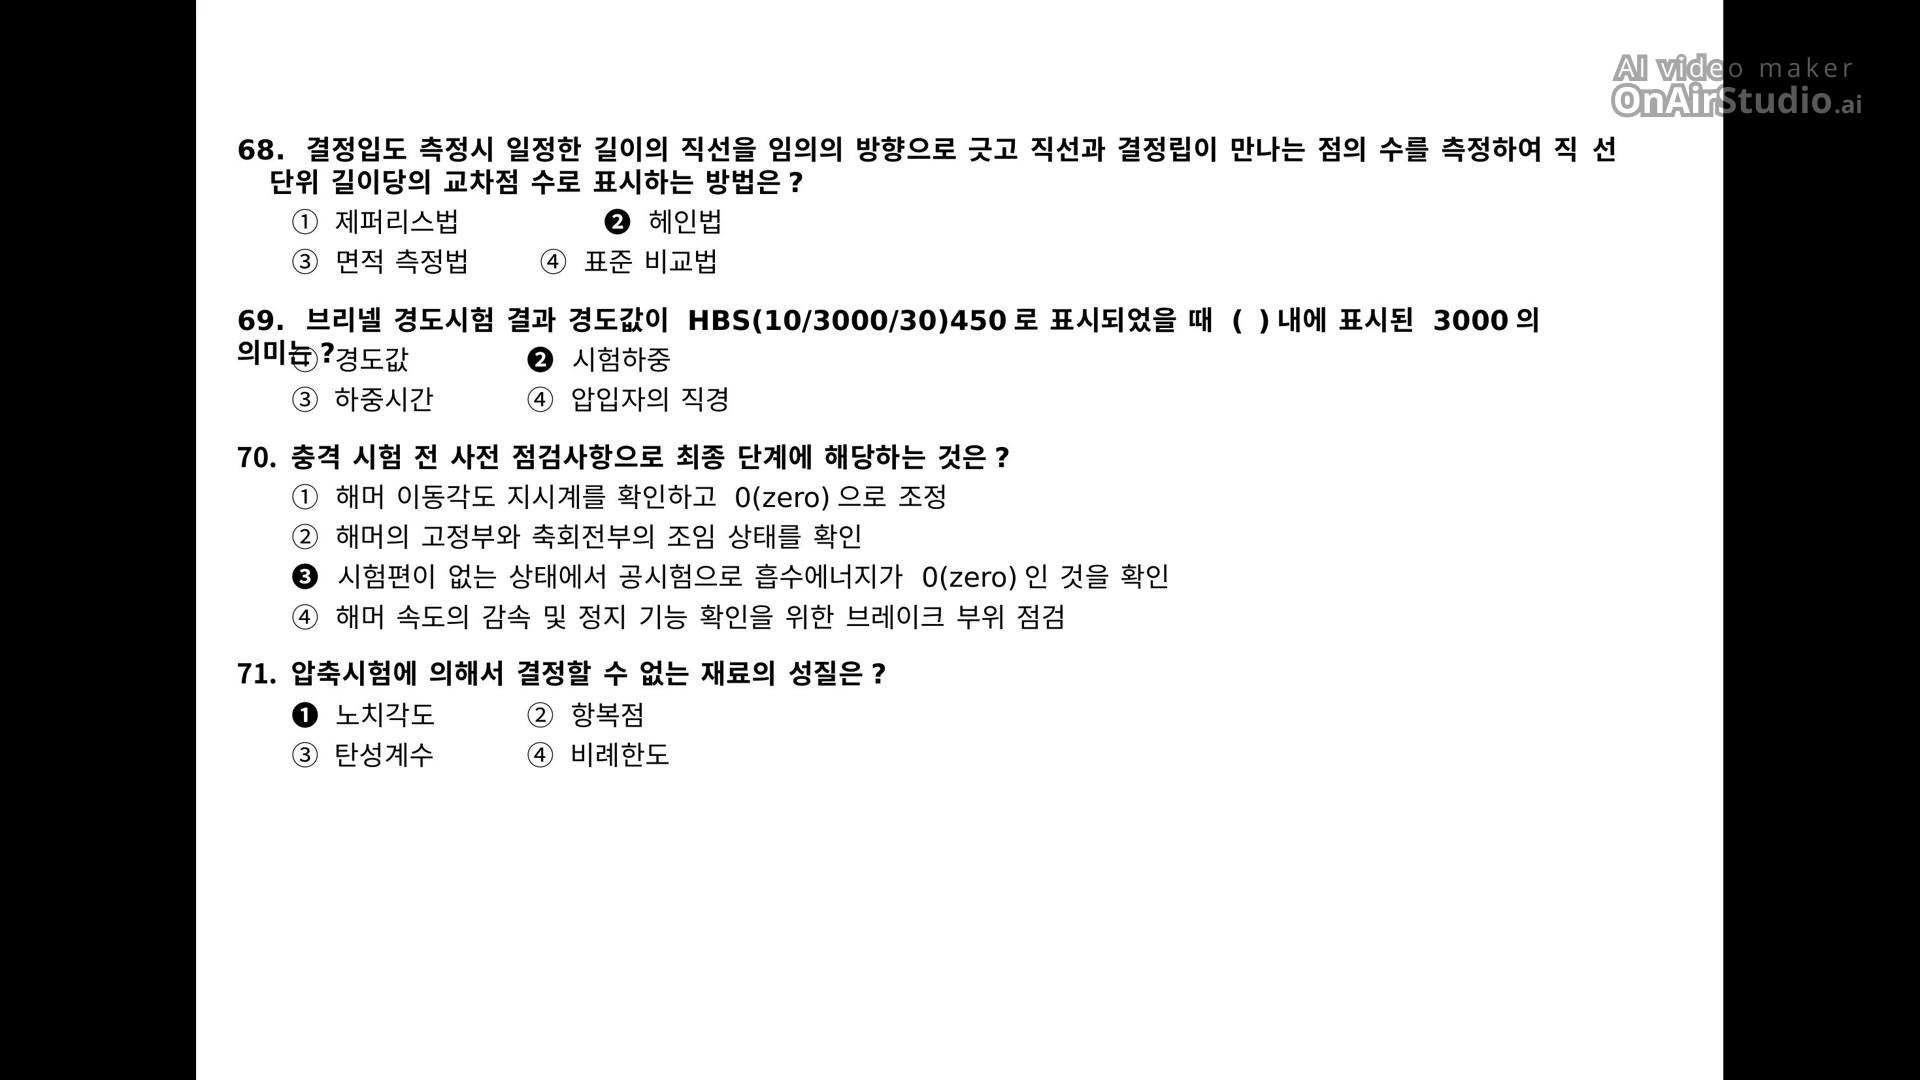 AI video maker
OnAirStudio.ai
68. 결정입도 측정시 일정한 길이의 직선을 임의의 방향으로 긋고 직선과 결정립이 만나는 점의 수를 측정하여 직 선
단위 길이당의 교차점 수로 표시하는 방법은?
① 제퍼리스법 ❷ 헤인법
③ 면적 측정법 ④ 표준 비교법
69. 브리넬 경도시험 결과 경도값이 HBS(10/3000/30)450로 표시되었을 때 ( )내에 표시된 3000의
의미는?
① 경도값 ❷ 시험하중
③ 하중시간 ④ 압입자의 직경
70. 충격 시험 전 사전 점검사항으로 최종 단계에 해당하는 것은?
① 해머 이동각도 지시계를 확인하고 0(zero)으로 조정
② 해머의 고정부와 축회전부의 조임 상태를 확인
❸ 시험편이 없는 상태에서 공시험으로 흡수에너지가 0(zero)인 것을 확인
④ 해머 속도의 감속 및 정지 기능 확인을 위한 브레이크 부위 점검
71. 압축시험에 의해서 결정할 수 없는 재료의 성질은?
❶ 노치각도 ② 항복점
③ 탄성계수 ④ 비례한도